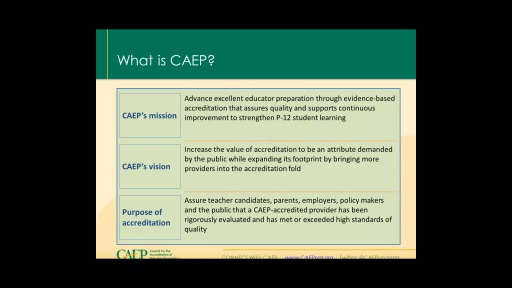 What is CAEP?
CAEP's mission
Advance excellent educator preparation through evidence-based
accreditation that assures quality and supports continuous
improvement to strengthen P-12 student learning
CAEP's vision
Increase the value of accreditation to be an attribute demanded
by the public while expanding its footprint by bringing more
providers into the accreditation fold
Purpose of
accreditation
Assure teacher candidates, parents, employers, policy makers
and the public that a CAEP-accredited provider has been
rigorously evaluated and has met or exceeded high standards of
quality
CAEP
CONNECT WITH CAEP | www.CAEPnet.org | Twitter: @CAEPupdates